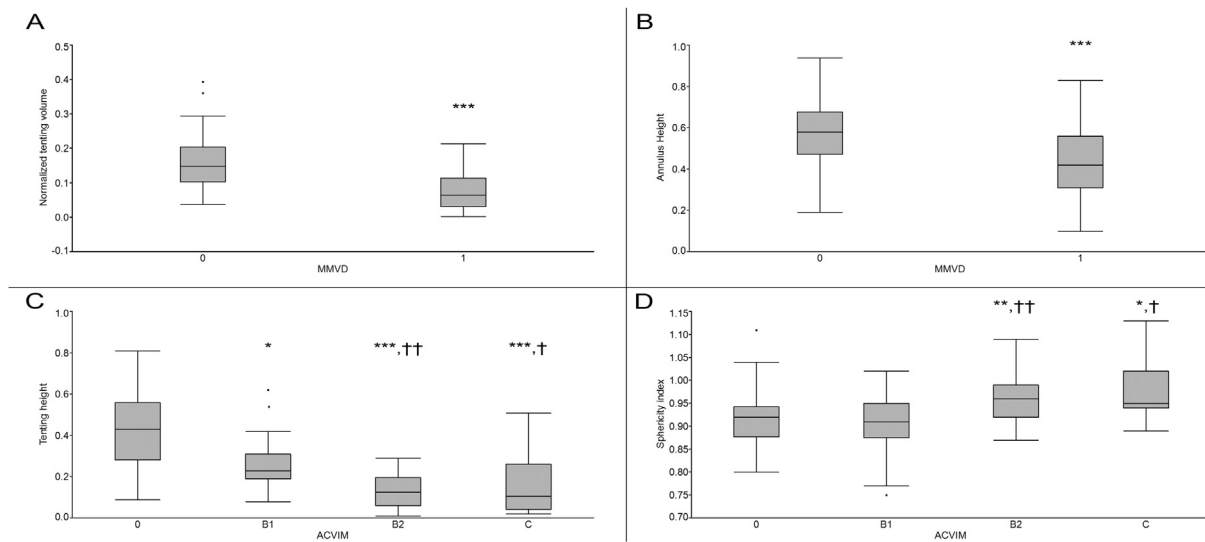 A
0.5
0.4
0.3
0.2
0.1
0.0
-0.1
Normalized tenting volume
***
0
1
MMVD
B
1.0
0.8
0.6
0.4
0.2
0.0
Annulus Height
***
0
1
MMVD
C
1.0
0.8
0.6
0.4
0.2
0.0
Tenting height
*
***,††
***,†
0
B1
B2
C
ACVIM
D
1.15
1.10
1.05
1.00
0.95
0.90
0.85
0.80
0.75
0.70
Sphericity index
**,††
*,†
0
B1
B2
C
ACVIM